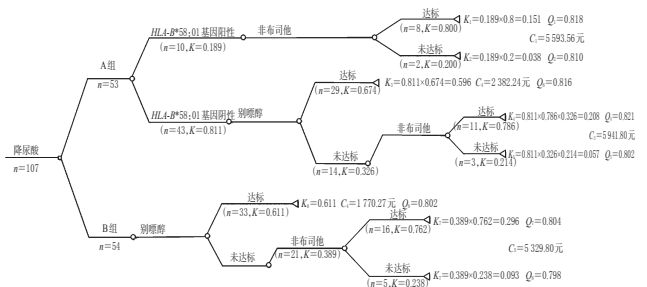 达标
(n=8,K=0.800)
K₁=0.189×0.8=0.151 Q₁=0.818
HLA-B*58:01基因阳性
非布司他
(n=10,K=0.189)
C₁=5 593.56元
未达标
(n=2,K=0.200)
K₂=0.189×0.2=0.038 Q₂=0.810
A组
n=53
达标
(n=29,K=0.674)
K₃=0.811×0.674=0.596 C₂=2 382.24元 Q₃=0.816
HLA-B*58:01基因阴性
别嘌醇
(n=43,K=0.811)
达标
(n=11,K=0.786)
K₄=0.811×0.786×0.326=0.208 Q₄=0.821
非布司他
C₃=5 941.80元
未达标
(n=14,K=0.326)
未达标
(n=3,K=0.214)
K₅=0.811×0.326×0.214=0.057 Q₅=0.802
降尿酸
n=107
达标
(n=33,K=0.611)
K₆=0.611 C₄=1 770.27元 Q₆=0.802
B组
别嘌醇
n=54
达标
(n=16,K=0.762)
K₇=0.389×0.762=0.296 Q₇=0.804
非布司他
未达标
(n=21,K=0.389)
C₅=5 329.80元
未达标
(n=5,K=0.238)
K₈=0.389×0.238=0.093 Q₈=0.798